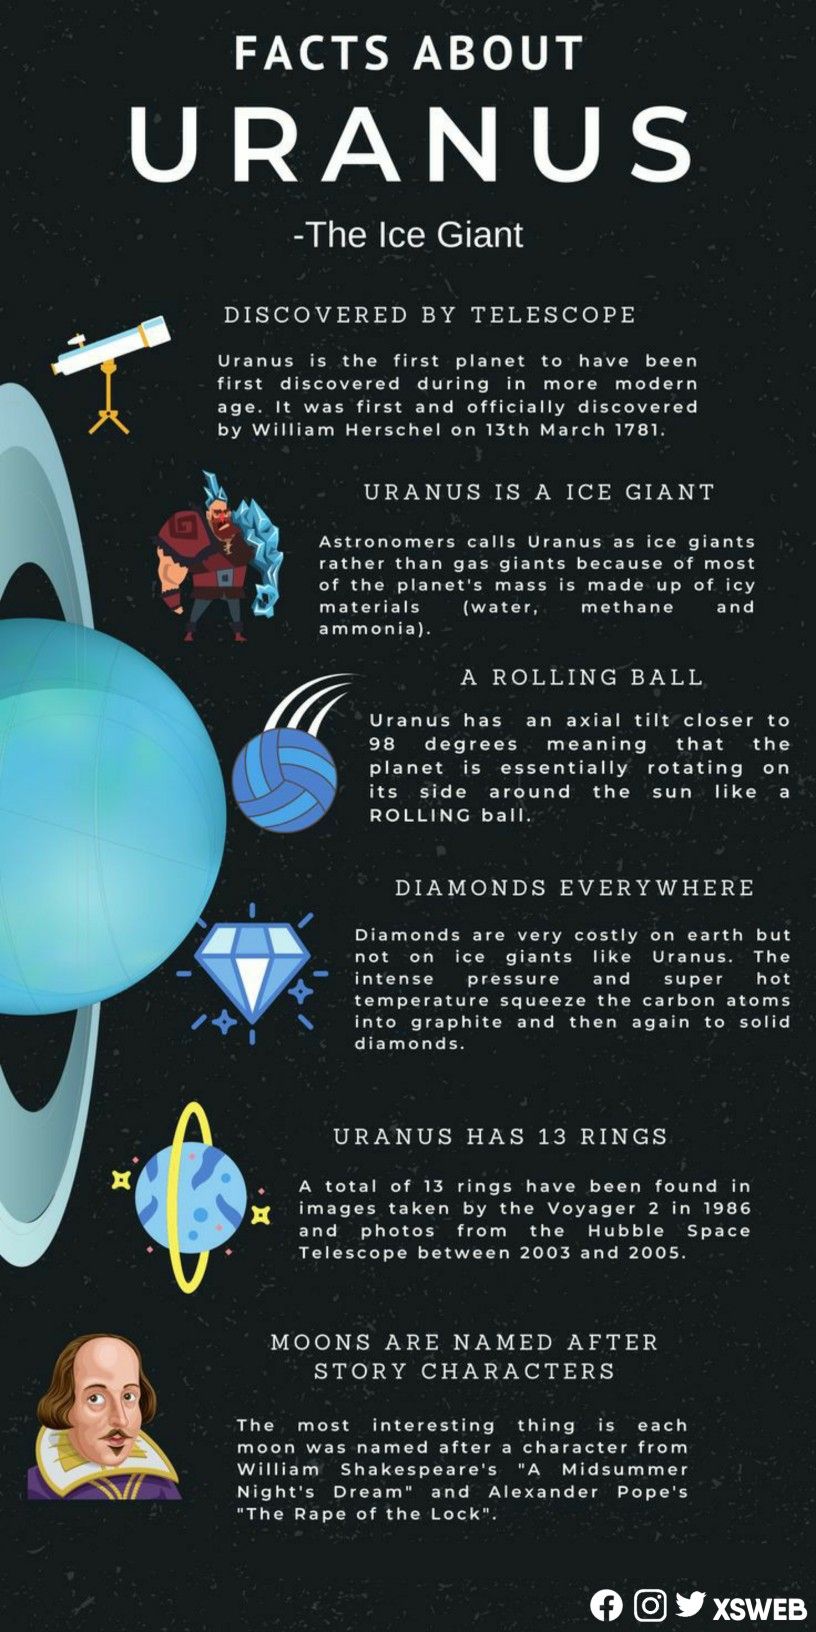 FACTS ABOUT
URANUS
-The Ice Giant
DISCOVERED BY TELESCOPE
Uranus is the first planet to have been
first discovered during in more modern
age. It was first and officially discovered
by William Herschel on 13th March 1781.
URANUS IS A ICE GIANT
Astronomers calls Uranus as ice giants
rather than gas giants because of most
of the planet's mass is made up of icy
materials (water, methane and
ammonia).
A ROLLING BALL
Uranus has an axial tilt closer to
98 degrees meaning that the
planet is essentially rotating on
its side around the sun like a
ROLLING ball.
DIAMONDS EVERYWHERE
Diamonds are very costly on earth but
not on ice giants like Uranus. The
intense pressure and super hot
temperature squeeze the carbon atoms
into graphite and then again to solid
diamonds.
URANUS HAS 13 RINGS
A total of 13 rings have been found in
images taken by the Voyager 2 in 1986
and photos from the Hubble Space
Telescope between 2003 and 2005.
MOONS ARE NAMED AFTER
STORY CHARACTERS
The most interesting thing is each
moon was named after a character from
William Shakespeare's "A Midsummer
Night's Dream" and Alexander Pope's
"The Rape of the Lock".
XSWEB